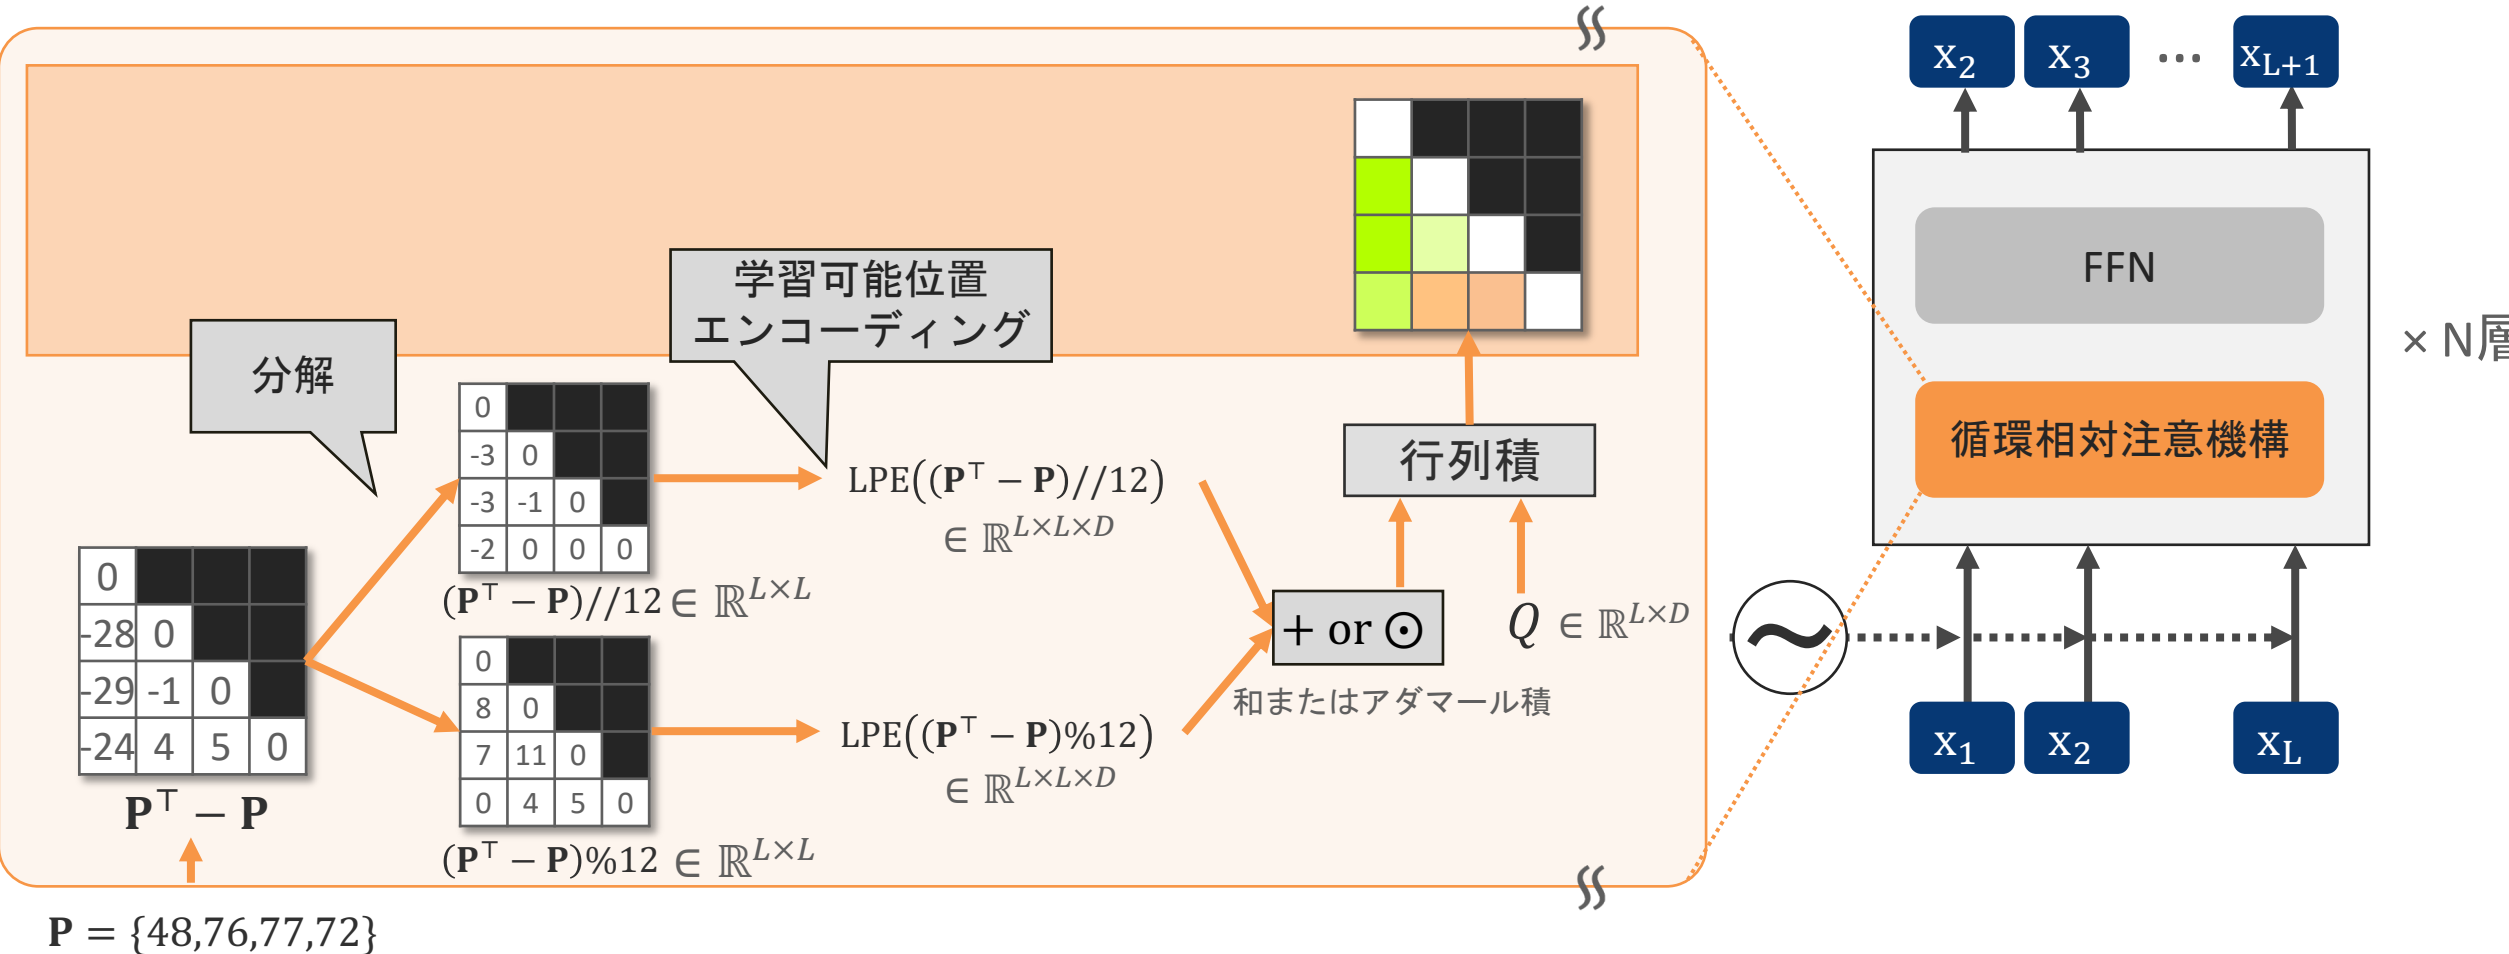 x₂ x₃ … x_{L+1}
FFN
循環相対注意機構
× N層
x₁ x₂ x_L
学習可能位置
エンコーディング
分解
0
-3 0
-3 -1 0
-2 0 0 0
(𝐏⊤ − 𝐏)//12 ∈ ℝ^{L×L}
LPE((𝐏⊤ − 𝐏)//12)
∈ ℝ^{L×L×D}
行列積
0
-28 0
-29 -1 0
-24 4 5 0
𝐏⊤ − 𝐏
0
8 0
7 11 0
0 4 5 0
(𝐏⊤ − 𝐏)%12 ∈ ℝ^{L×L}
LPE((𝐏⊤ − 𝐏)%12)
∈ ℝ^{L×L×D}
+ or ⊙
Q ∈ ℝ^{L×D}
和またはアダマール積
𝐏 = {48,76,77,72}